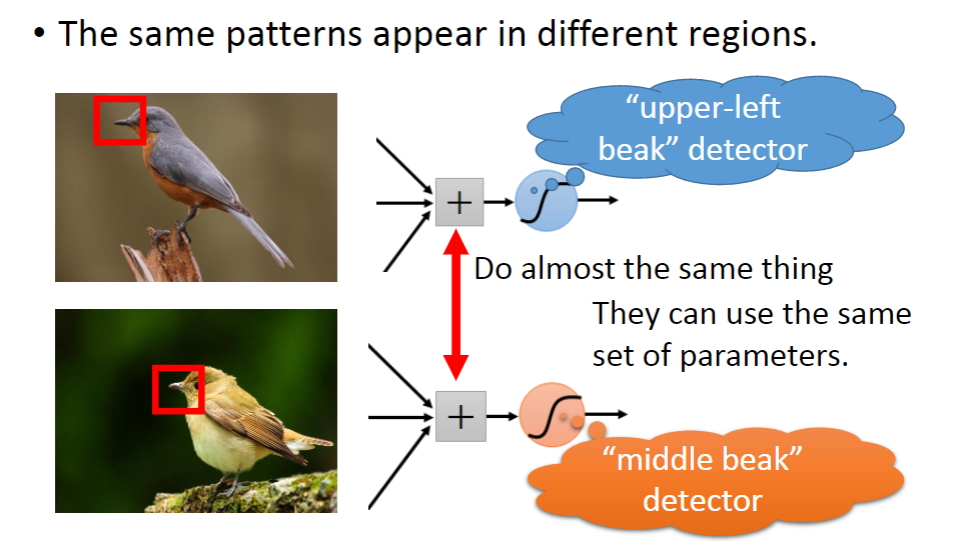 • The same patterns appear in different regions.
“upper-left
beak” detector
+
Do almost the same thing
They can use the same
set of parameters.
+
“middle beak”
detector